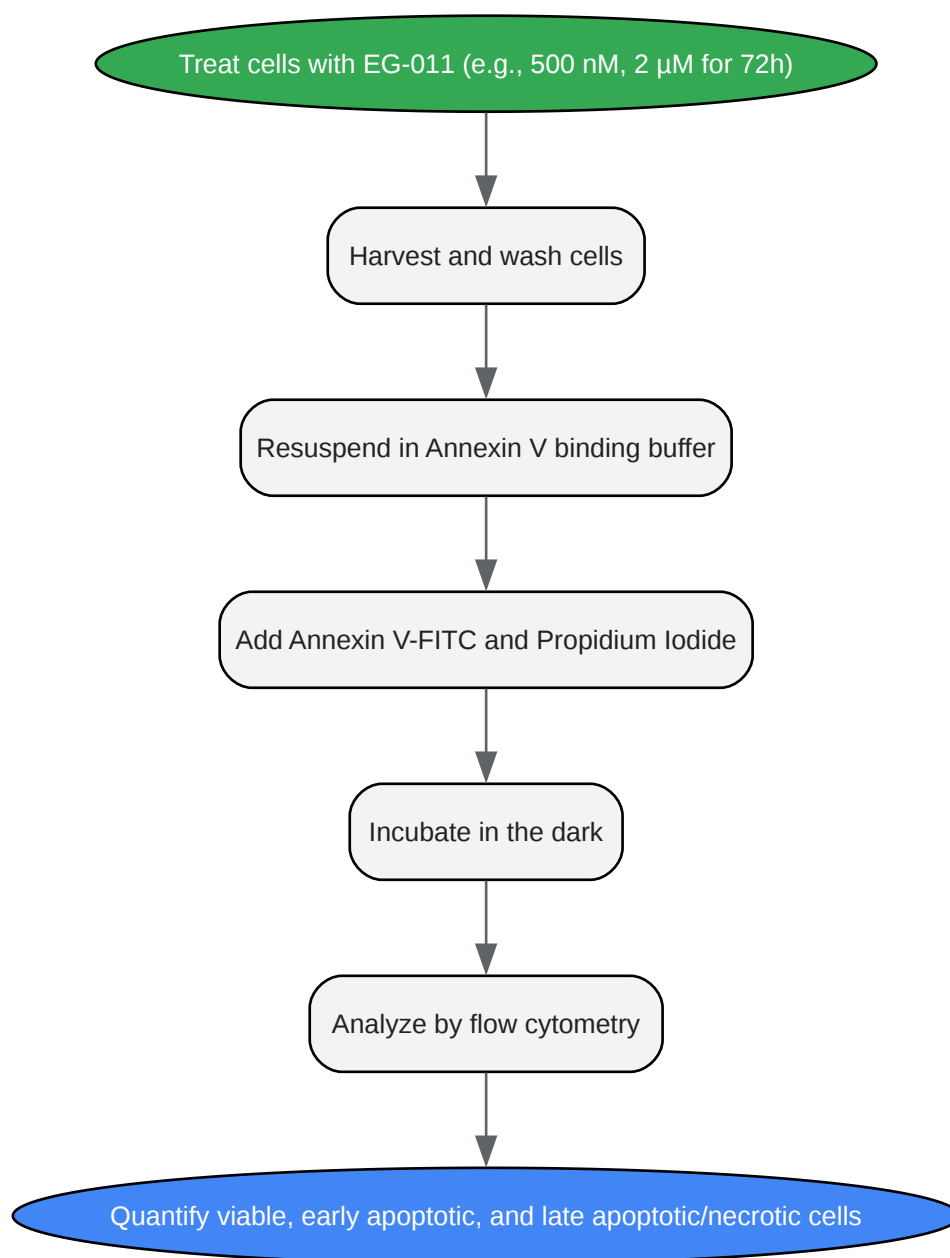 Treat cells with EG-011 (e.g., 500 nM, 2 µM for 72h)
Harvest and wash cells
Resuspend in Annexin V binding buffer
Add Annexin V-FITC and Propidium Iodide
Incubate in the dark
Analyze by flow cytometry
Quantify viable, early apoptotic, and late apoptotic/necrotic cells